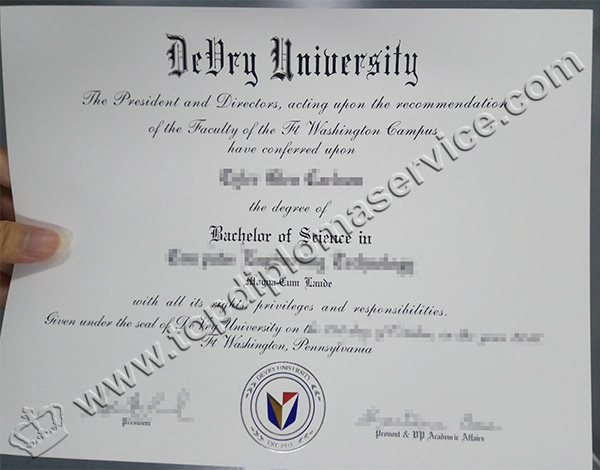 DeVry University
The President and Directors, acting upon the recommendation
of the Faculty of the Ft Washington Campus
have conferred upon
the degree of
Bachelor of Science in
Magna Cum Laude
with all its rights, privileges and responsibilities.
Given under the seal of DeVry University on
Ft Washington, Pennsylvania
President
DEVRY UNIVERSITY
EST. 1931
Provost & VP Academic Affairs
www.topdiplomaservice.com